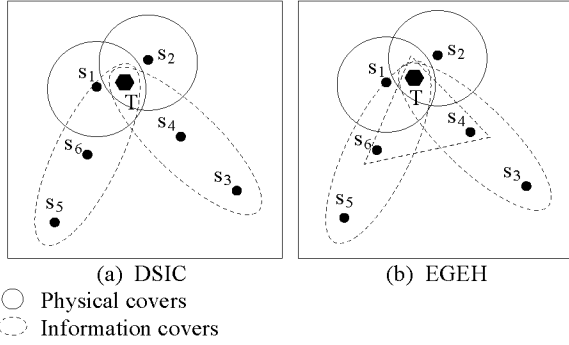 s2
s1
T
s4
s6
s3
s5
s2
s1
T
s4
s6
s3
s5
(a) DSIC
(b) EGEH
Physical covers
Information covers